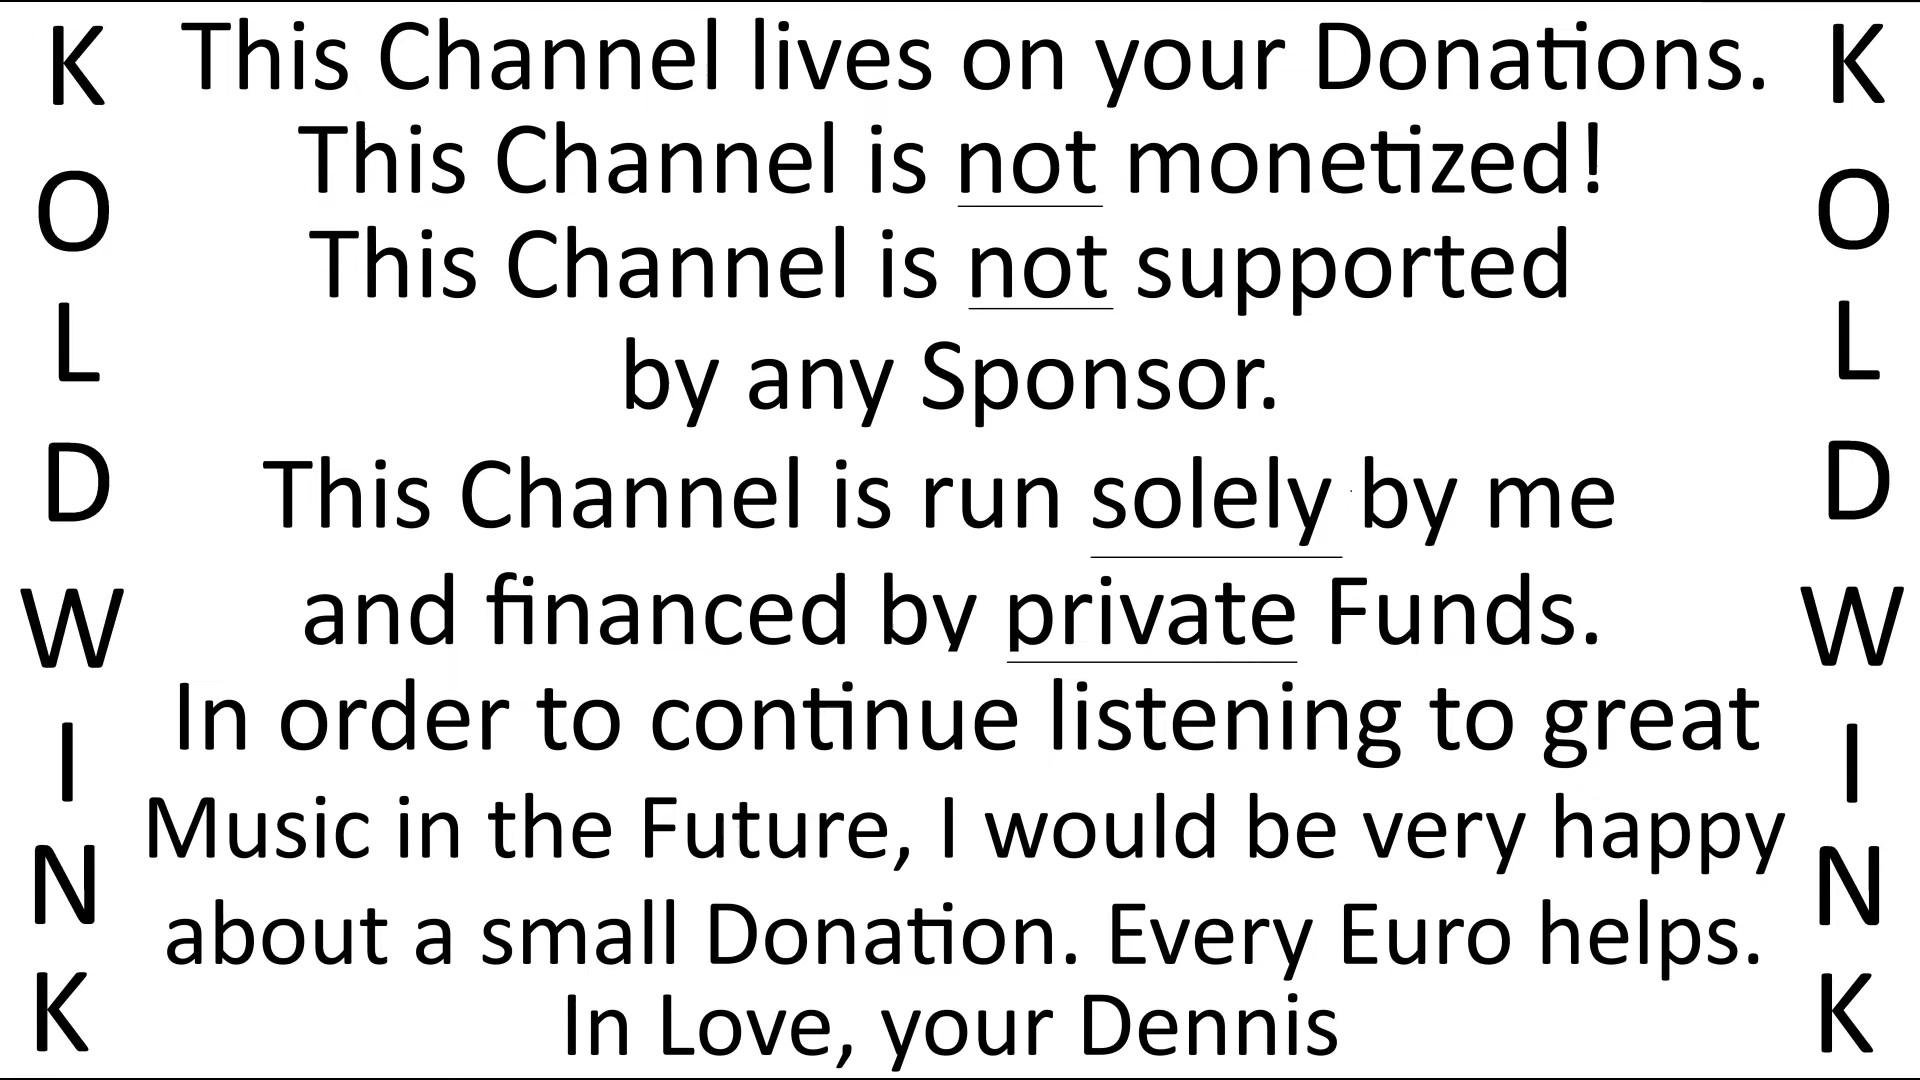 KOLDWINK
This Channel lives on your Donations.
This Channel is not monetized!
This Channel is not supported
by any Sponsor.
This Channel is run solely by me
and financed by private Funds.
In order to continue listening to great
Music in the Future, I would be very happy
about a small Donation. Every Euro helps.
In Love, your Dennis
KOLDWINK